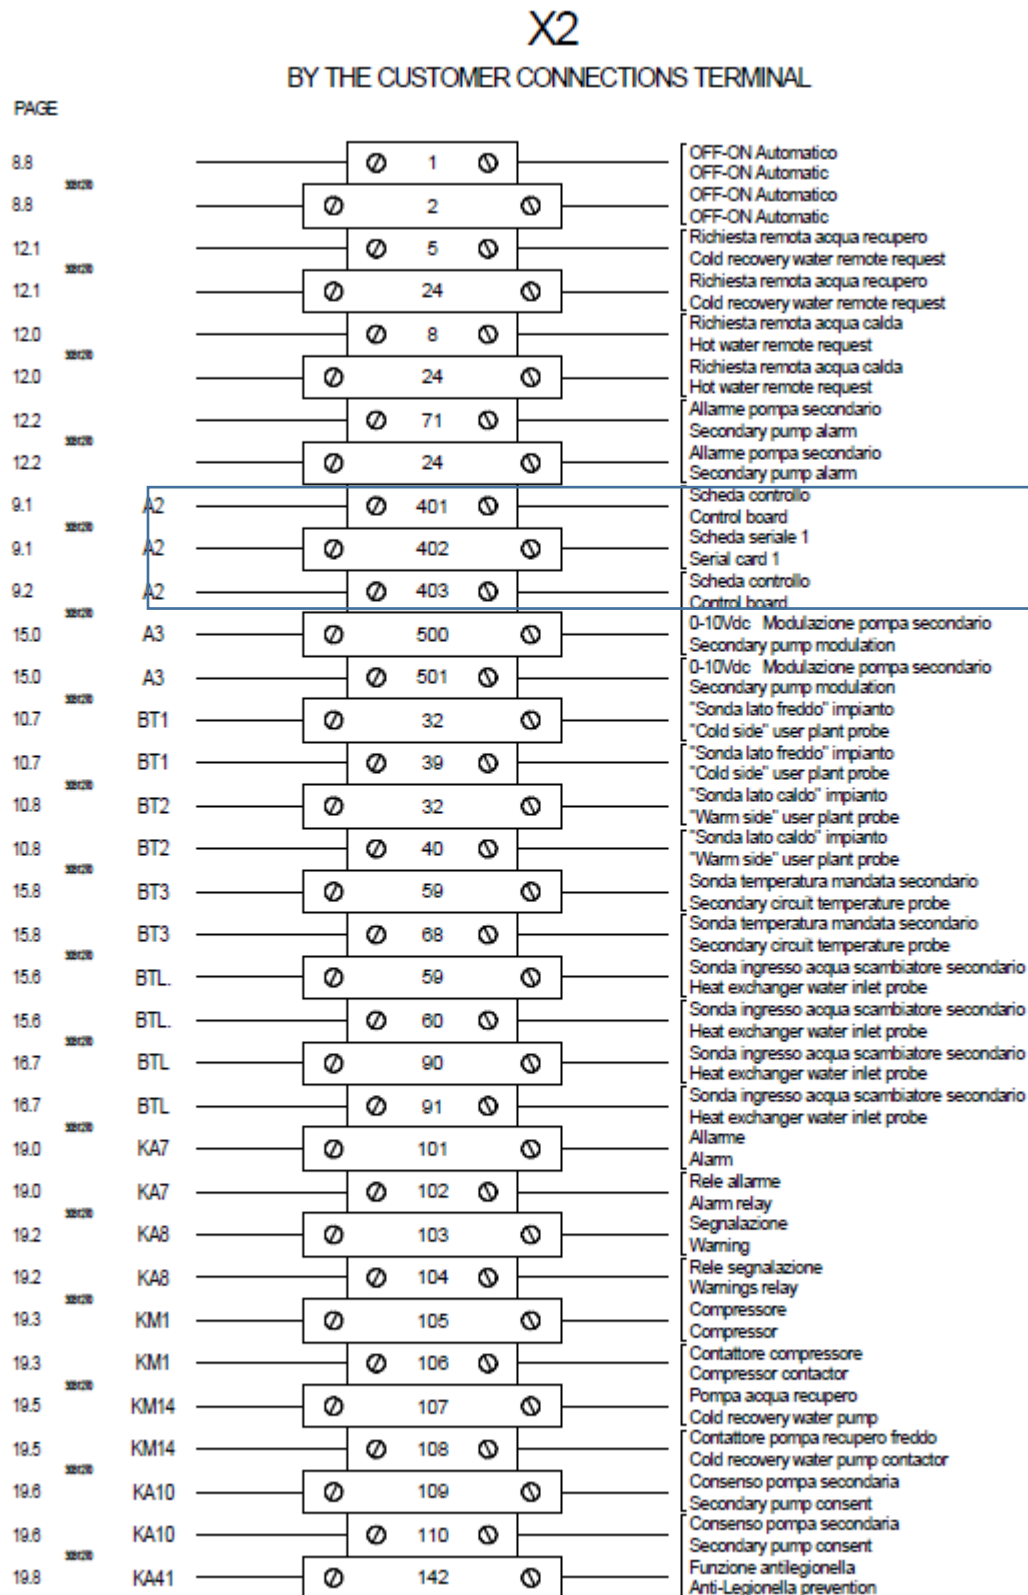 X2
BY THE CUSTOMER CONNECTIONS TERMINAL
PAGE
8.8 1 OFF-ON Automatico
OFF-ON Automatic
8.8 2 OFF-ON Automatico
OFF-ON Automatic
12.1 5 Richiesta remota acqua recupero
Cold recovery water remote request
12.1 24 Richiesta remota acqua recupero
Cold recovery water remote request
12.0 8 Richiesta remota acqua calda
Hot water remote request
12.0 24 Richiesta remota acqua calda
Hot water remote request
12.2 71 Allarme pompa secondario
Secondary pump alarm
12.2 24 Allarme pompa secondario
Secondary pump alarm
9.1 A2 401 Scheda controllo
Control board
9.1 A2 402 Scheda seriale 1
Serial card 1
9.2 A2 403 Scheda controllo
Control board
15.0 A3 500 0-10Vdc Modulazione pompa secondario
Secondary pump modulation
15.0 A3 501 0-10Vdc Modulazione pompa secondario
Secondary pump modulation
10.7 BT1 32 "Sonda lato freddo" impianto
"Cold side" user plant probe
10.7 BT1 39 "Sonda lato freddo" impianto
"Cold side" user plant probe
10.8 BT2 32 "Sonda lato caldo" impianto
"Warm side" user plant probe
10.8 BT2 40 "Sonda lato caldo" impianto
"Warm side" user plant probe
15.8 BT3 59 Sonda temperatura mandata secondario
Secondary circuit temperature probe
15.8 BT3 68 Sonda temperatura mandata secondario
Secondary circuit temperature probe
15.6 BTL. 59 Sonda ingresso acqua scambiatore secondario
Heat exchanger water inlet probe
15.6 BTL. 60 Sonda ingresso acqua scambiatore secondario
Heat exchanger water inlet probe
16.7 BTL 90 Sonda ingresso acqua scambiatore secondario
Heat exchanger water inlet probe
16.7 BTL 91 Sonda ingresso acqua scambiatore secondario
Heat exchanger water inlet probe
19.0 KA7 101 Allarme
Alarm
19.0 KA7 102 Rele allarme
Alarm relay
19.2 KA8 103 Segnalazione
Warning
19.2 KA8 104 Rele segnalazione
Warnings relay
19.3 KM1 105 Compressore
Compressor
19.3 KM1 106 Contattore compressore
Compressor contactor
19.5 KM14 107 Pompa acqua recupero
Cold recovery water pump
19.5 KM14 108 Contattore pompa recupero freddo
Cold recovery water pump contactor
19.6 KA10 109 Consenso pompa secondaria
Secondary pump consent
19.6 KA10 110 Consenso pompa secondaria
Secondary pump consent
19.8 KA41 142 Funzione antilegionella
Anti-Legionella prevention